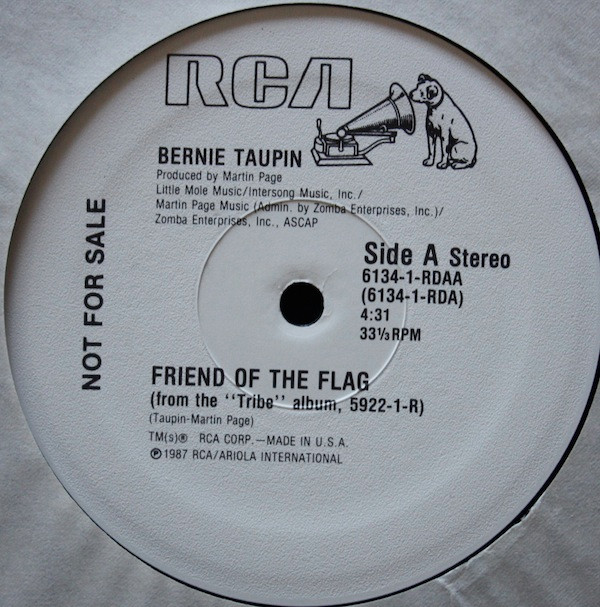 RCA
BERNIE TAUPIN
Produced by Martin Page
Little Mole Music/Intersong Music, Inc./
Martin Page Music (Admin. by Zomba Enterprises, Inc.)/
Zomba Enterprises, Inc., ASCAP
NOT FOR SALE
Side A Stereo
6134-1-RDAA
(6134-1-RDA)
4:31
33⅓RPM
FRIEND OF THE FLAG
(from the "Tribe" album, 5922-1-R)
(Taupin-Martin Page)
TM(s)® RCA CORP.—MADE IN U.S.A.
℗1987 RCA/ARIOLA INTERNATIONAL